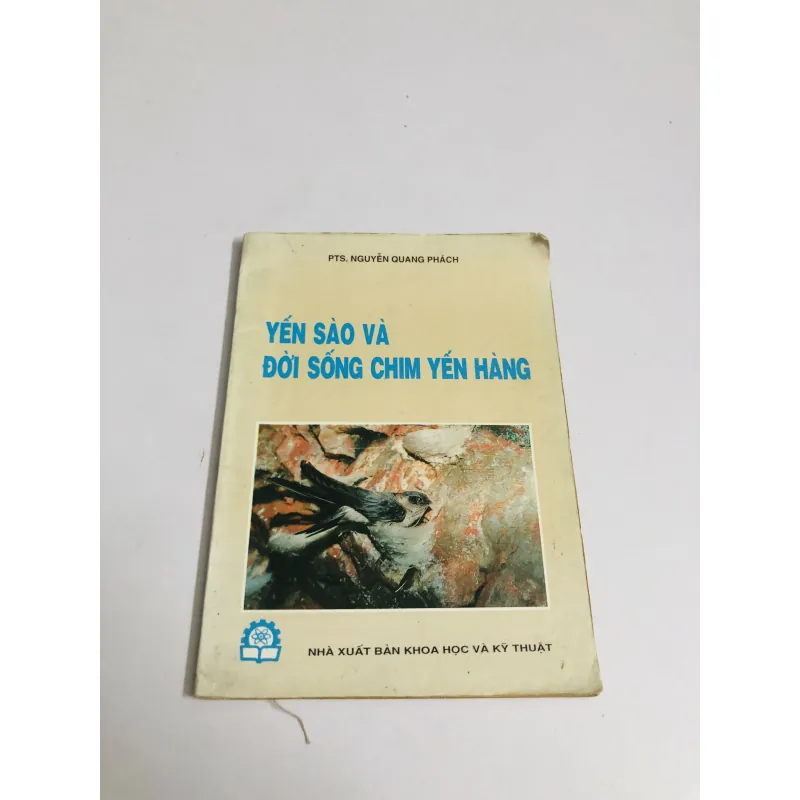 PTS. NGUYỄN QUANG PHÁCH
YẾN SÀO VÀ
ĐỜI SỐNG CHIM YẾN HÀNG
NHÀ XUẤT BẢN KHOA HỌC VÀ KỸ THUẬT